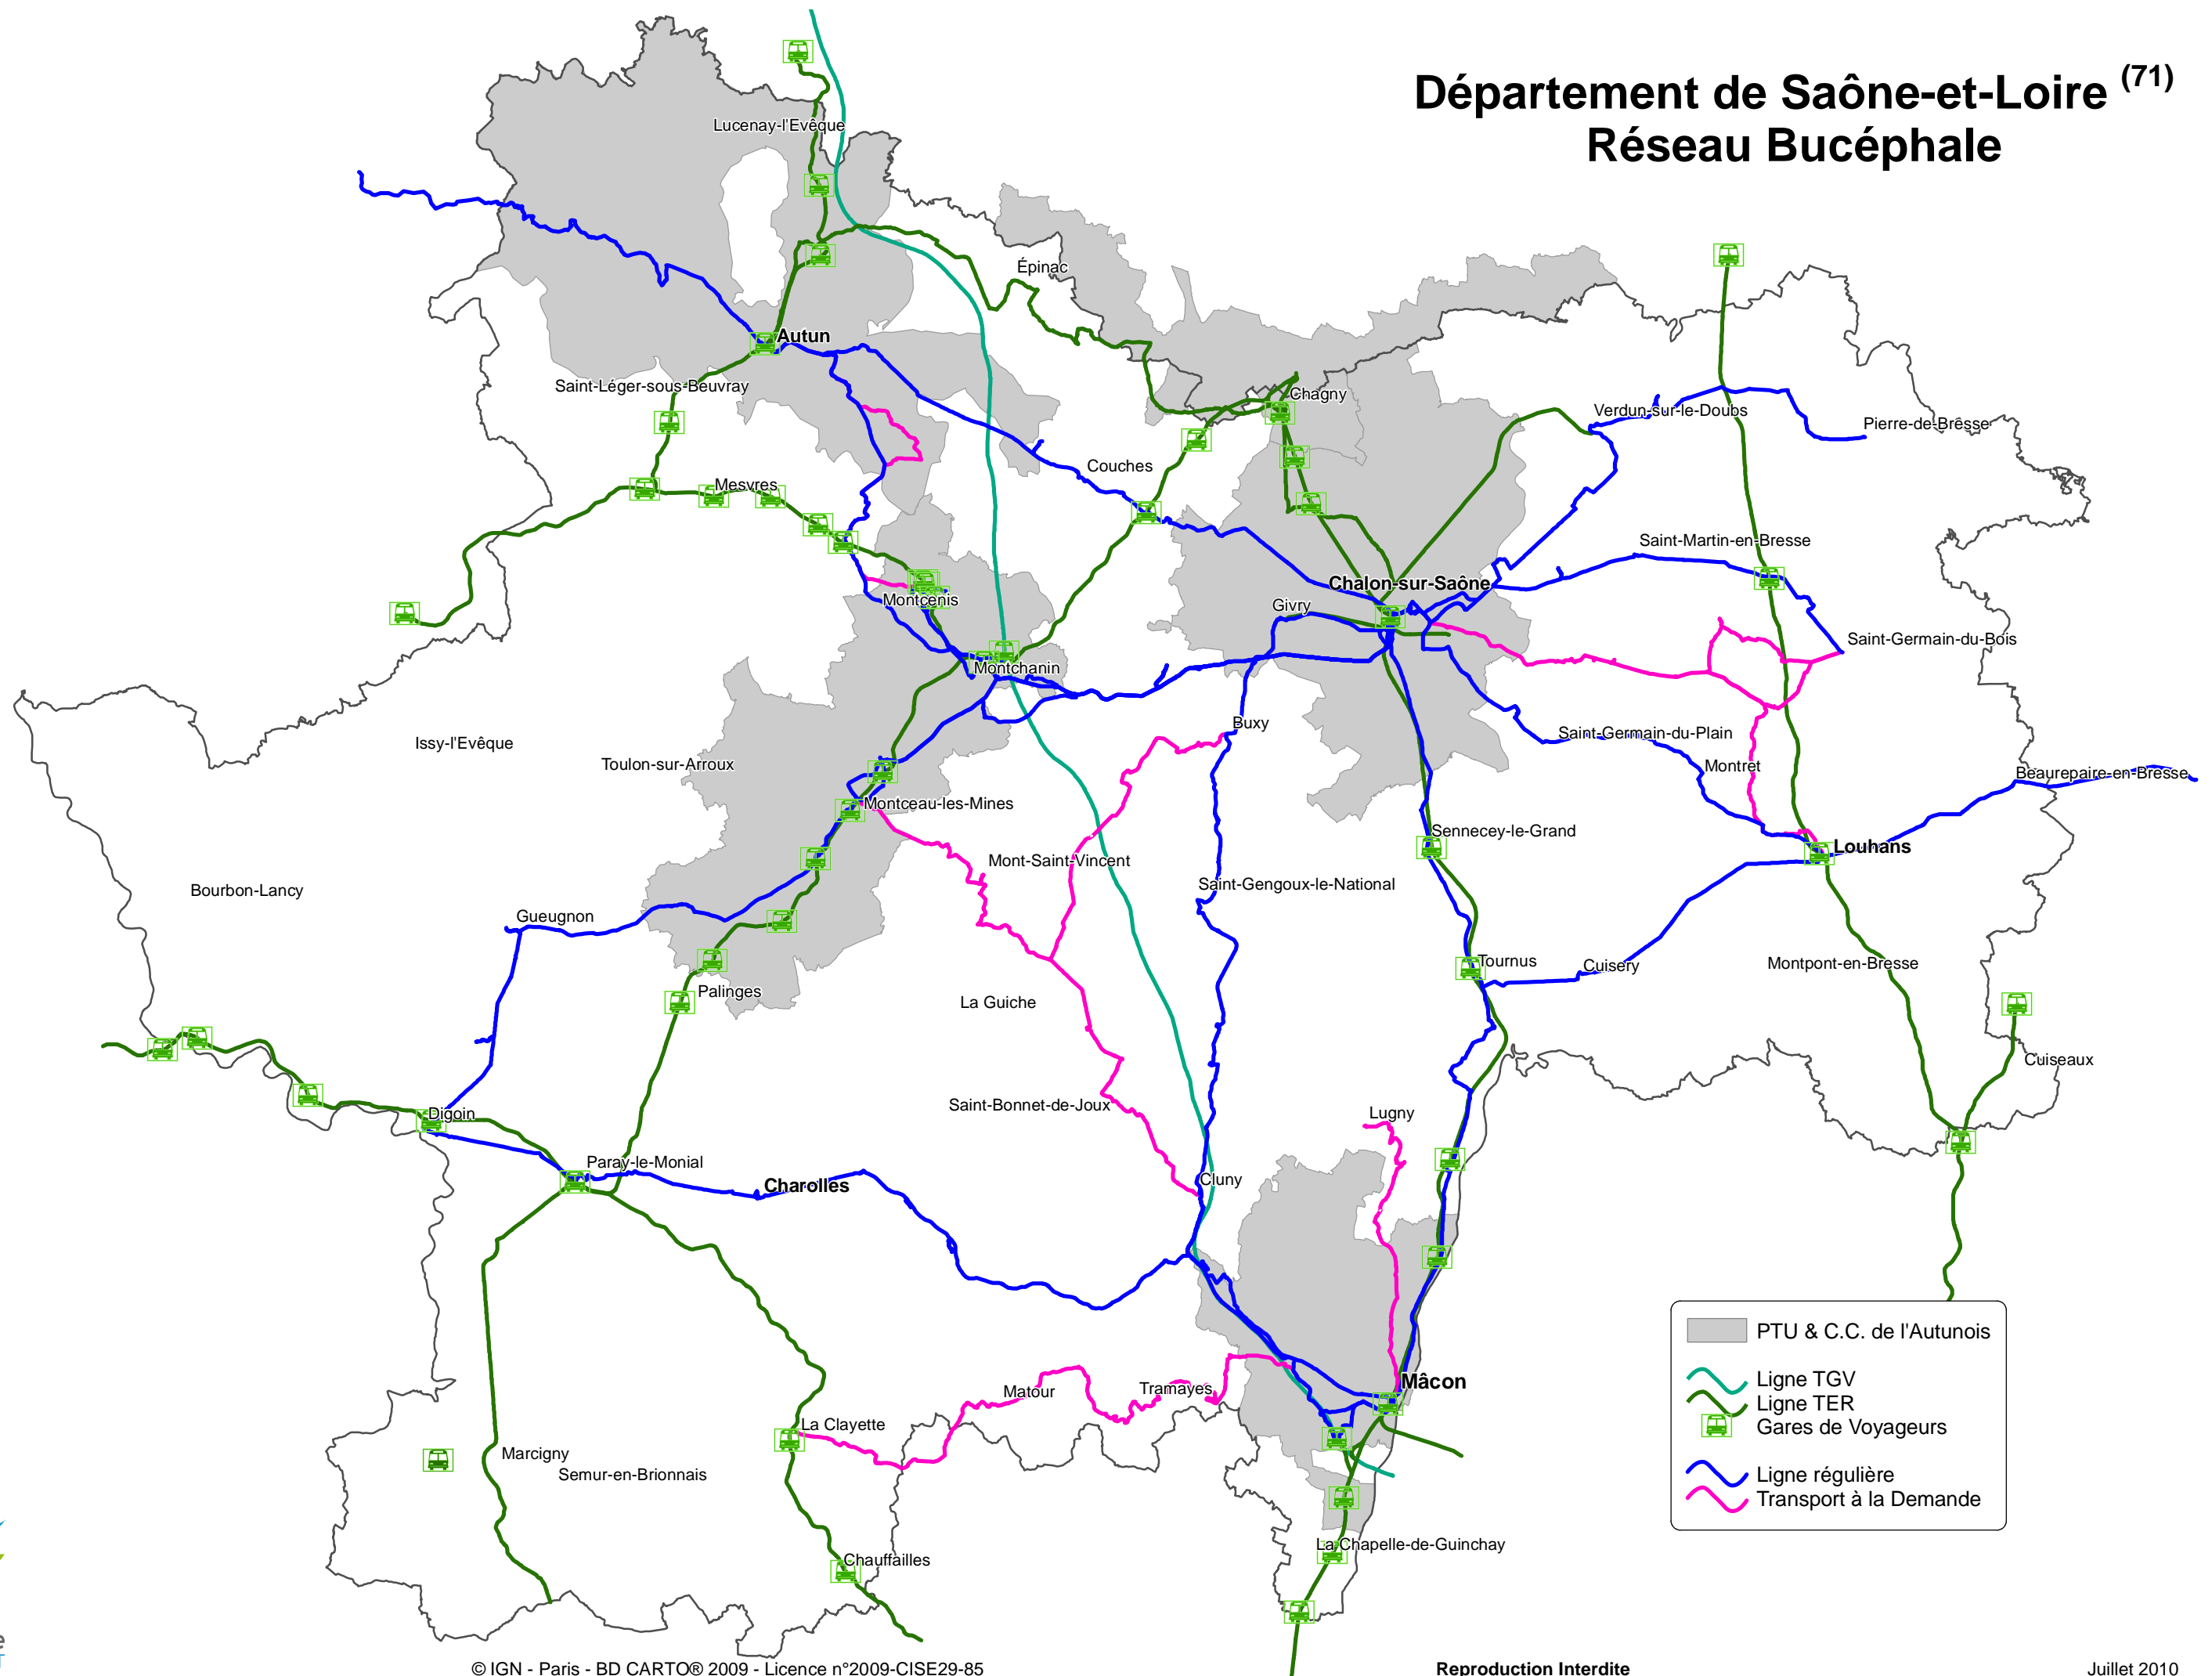 Département de Saône-et-Loire (71)
Réseau Bucéphale
Lucenay-l'Evêque
Épinac
Autun
Saint-Léger-sous-Beuvray
Chagny
Verdun-sur-le-Doubs
Pierre-de-Bresse
Couches
Mesvres
Saint-Martin-en-Bresse
Chalon-sur-Saône
Montcenis
Givry
Saint-Germain-du-Bois
Montchanin
Buxy
Saint-Germain-du-Plain
Issy-l'Evêque
Toulon-sur-Arroux
Montret
Beaurepaire-en-Bresse
Montceau-les-Mines
Sennecey-le-Grand
Louhans
Mont-Saint-Vincent
Saint-Gengoux-le-National
Bourbon-Lancy
Gueugnon
Tournus
Cuisery
Montpont-en-Bresse
Palinges
La Guiche
Cuiseaux
Saint-Bonnet-de-Joux
Digoin
Lugny
Paray-le-Monial
Charolles
Cluny
Mâcon
Matour
Tramayes
La Clayette
Marcigny
Semur-en-Brionnais
La Chapelle-de-Guinchay
Chauffailles
PTU & C.C. de l'Autunois
Ligne TGV
Ligne TER
Gares de Voyageurs
Ligne régulière
Transport à la Demande
© IGN - Paris - BD CARTO® 2009 - Licence n°2009-CISE29-85
Reproduction Interdite
Juillet 2010